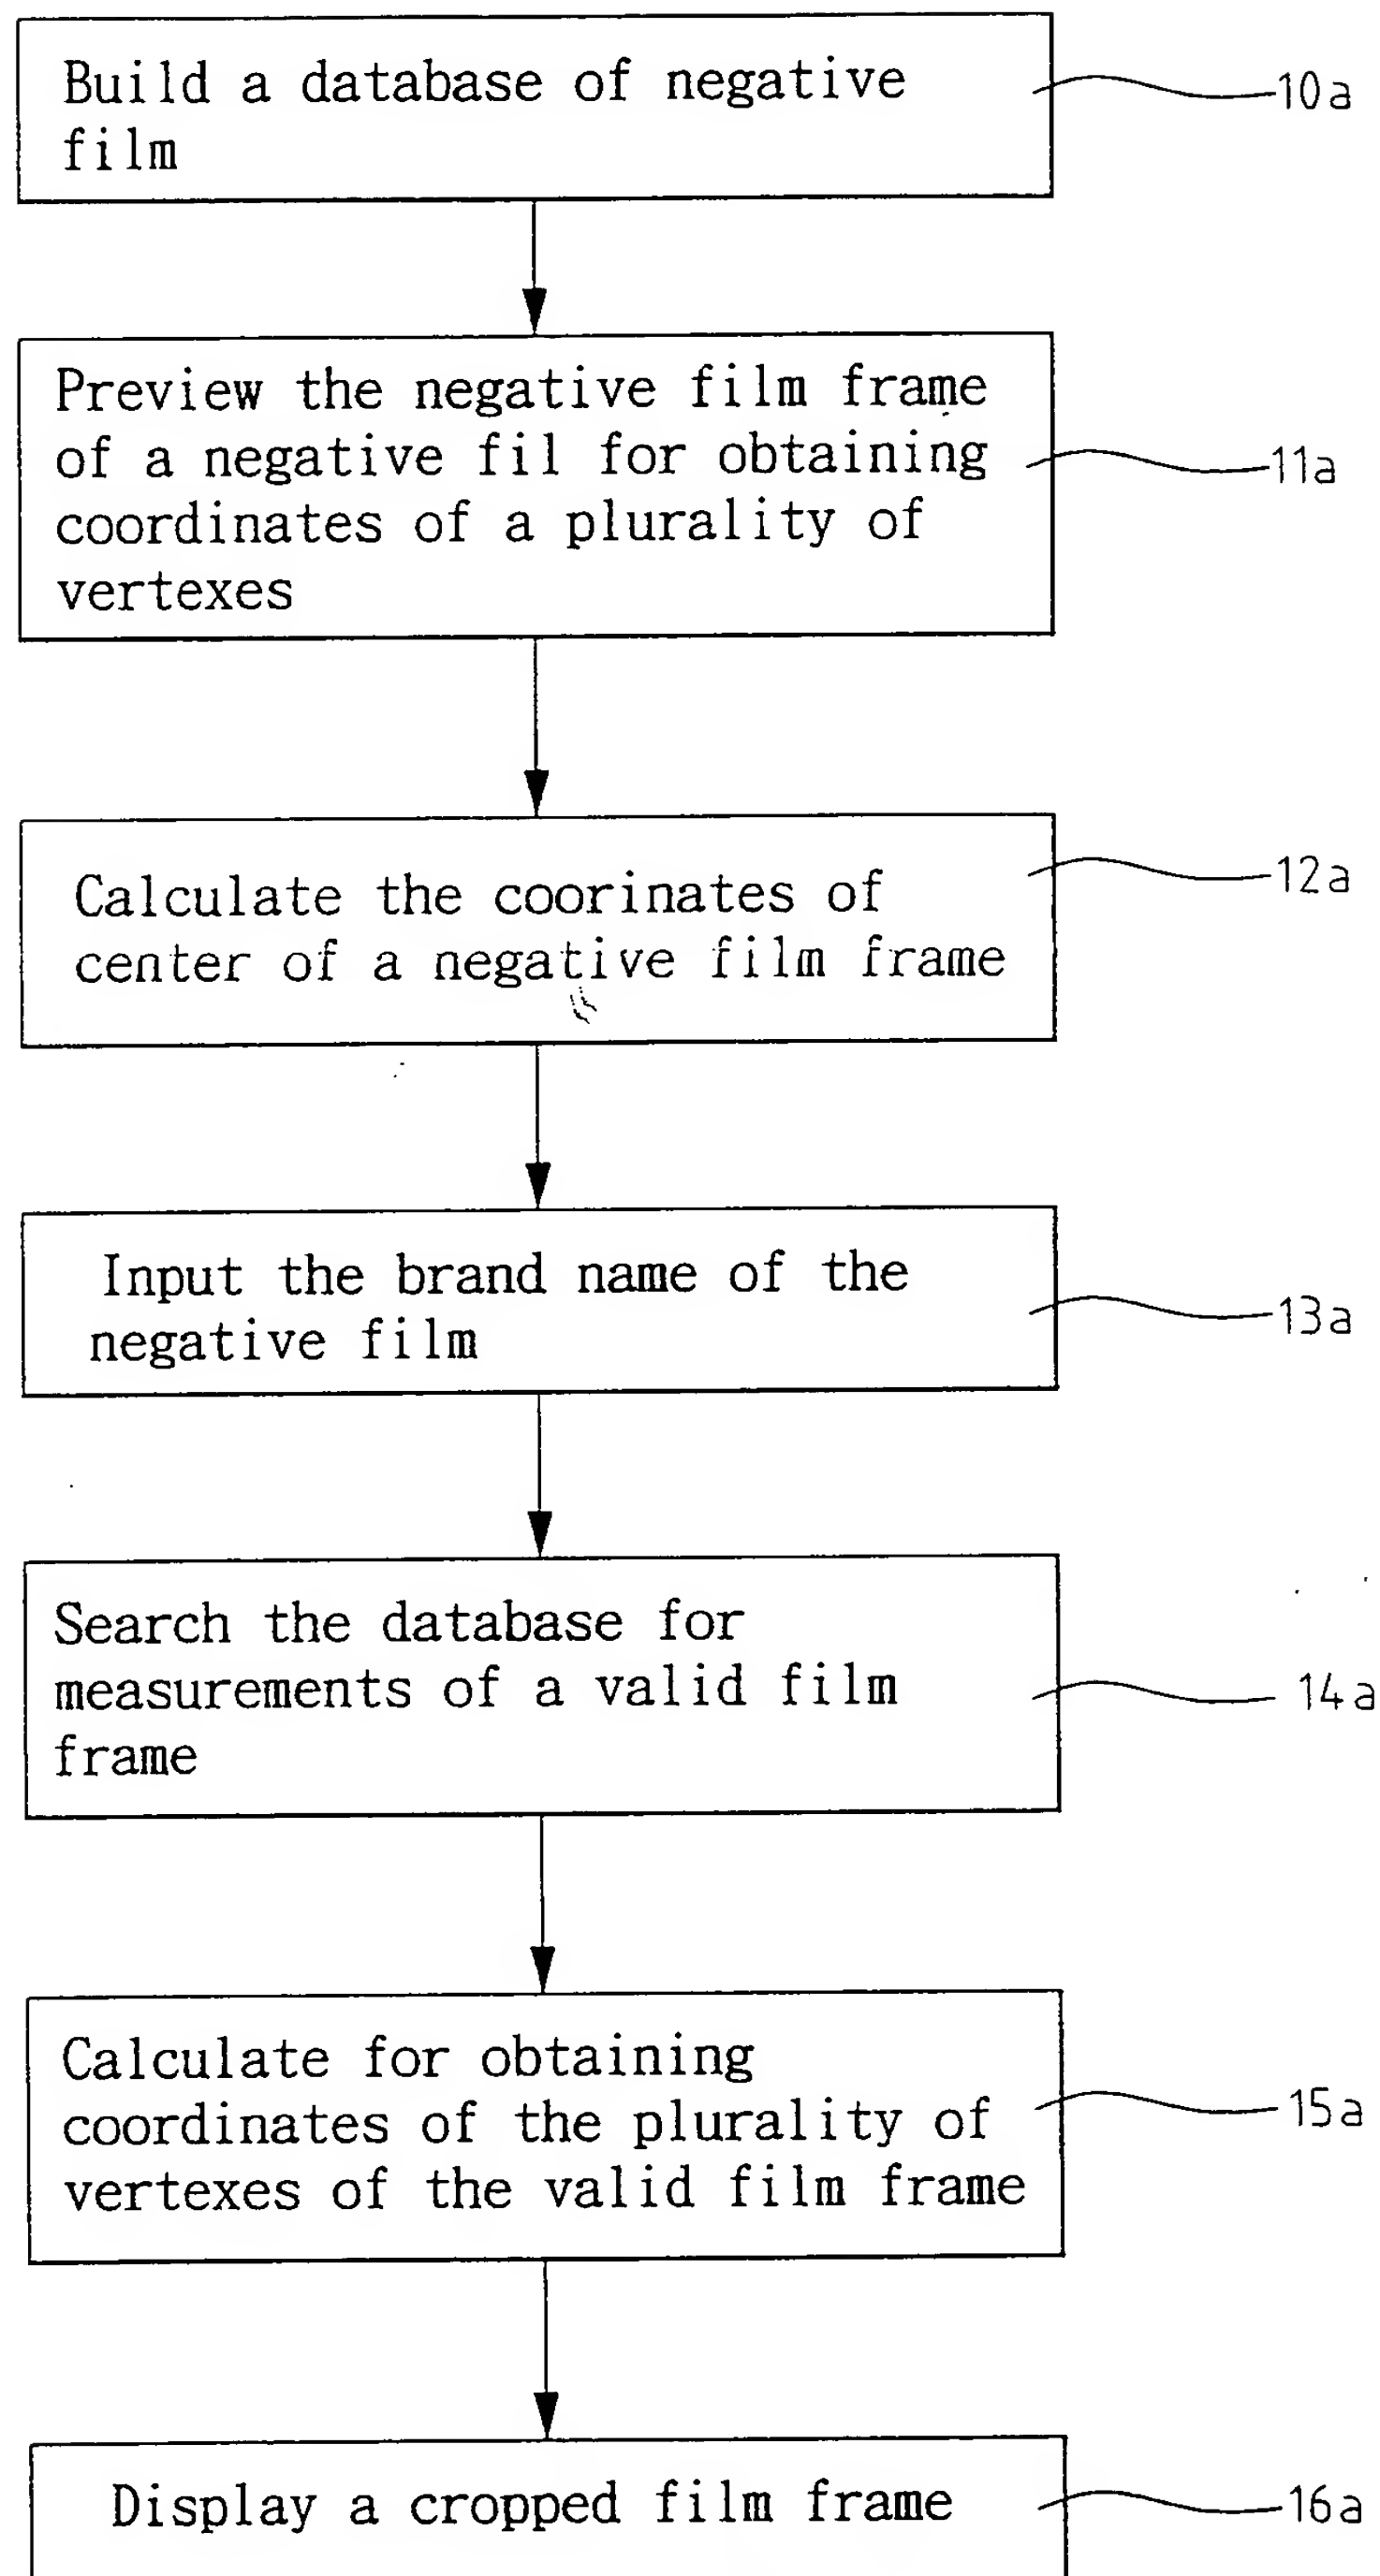 Build a database of negative
film
10a
Preview the negative film frame
of a negative fil for obtaining
coordinates of a plurality of
vertexes
11a
Calculate the coorinates of
center of a negative film frame
12a
Input the brand name of the
negative film
13a
Search the database for
measurements of a valid film
frame
14a
Calculate for obtaining
coordinates of the plurality of
vertexes of the valid film frame
15a
Display a cropped film frame
16a